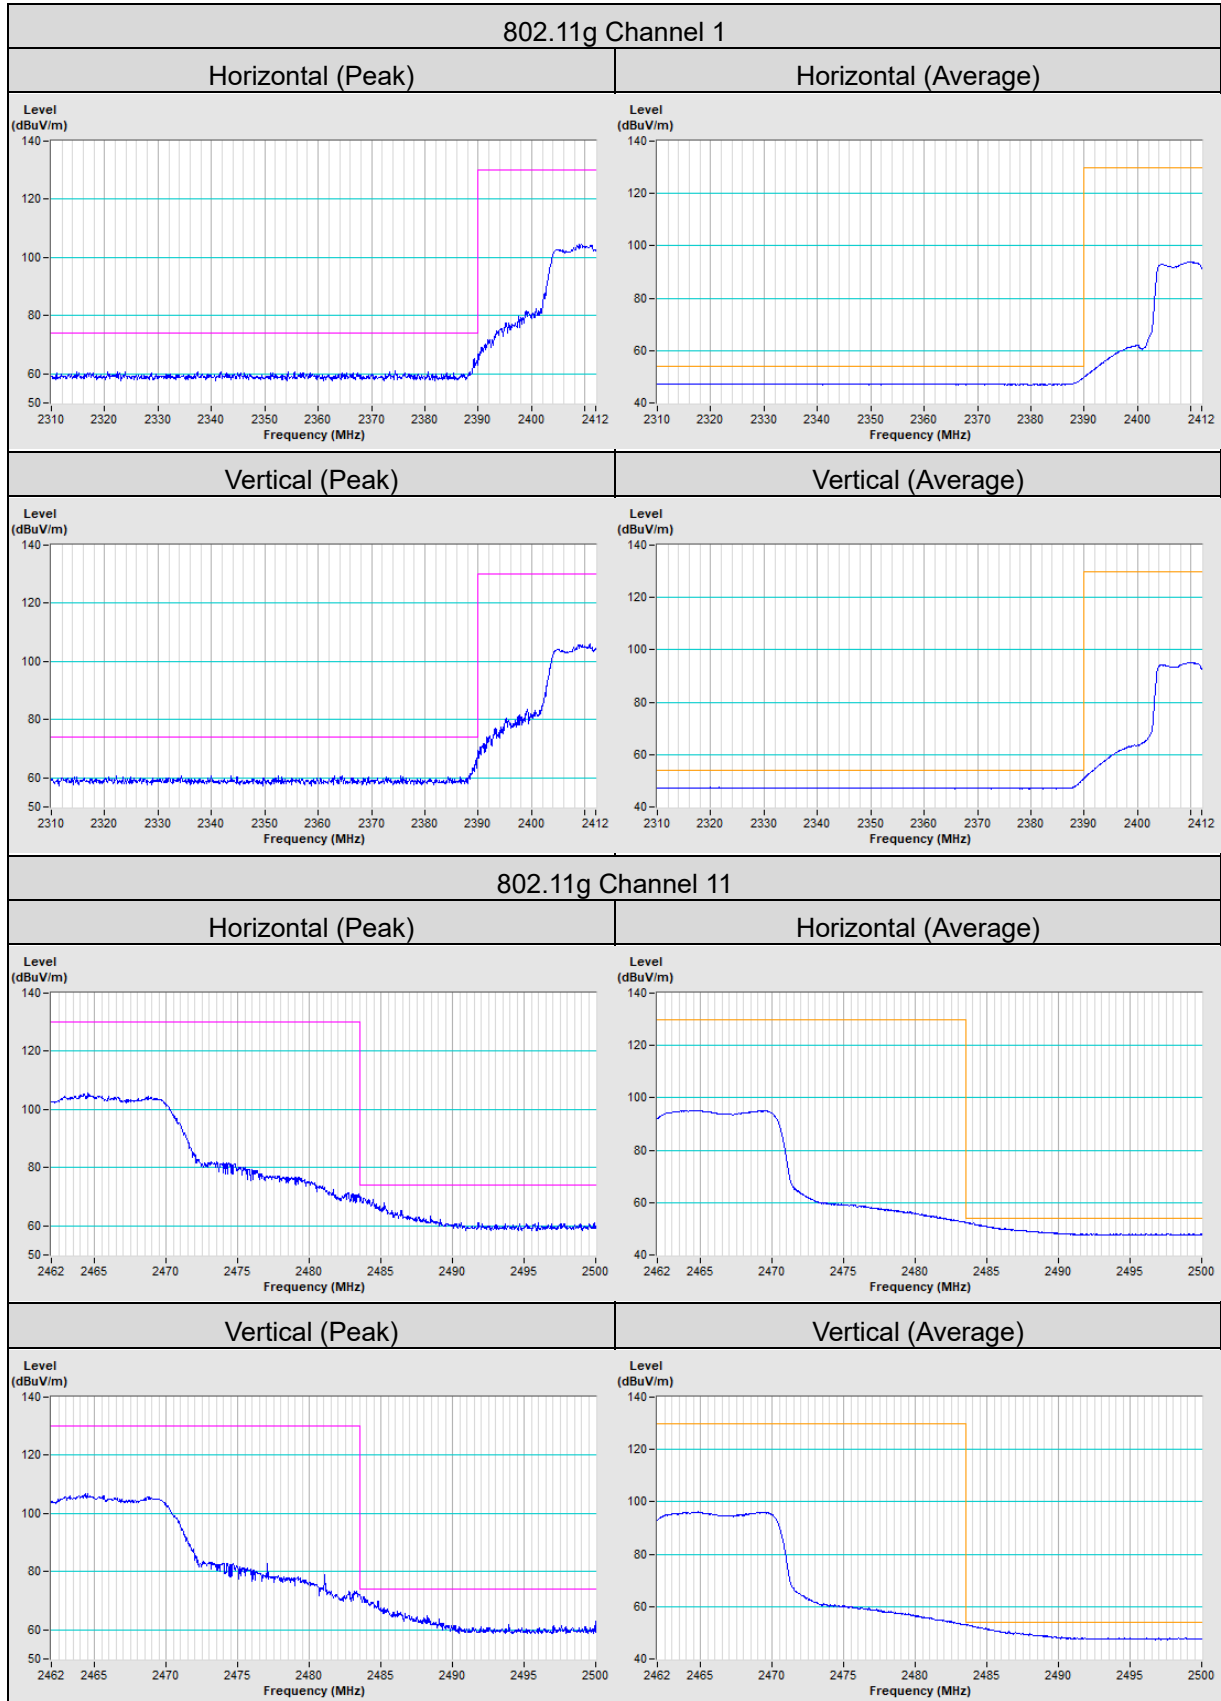 802.11g Channel 1
Horizontal (Peak) Horizontal (Average)
Level Level
(dBuV/m) (dBuV/m)
140 140
120 120
100 100
80 80
60 60
50 40
2310 2320 2330 2340 2350 2360 2370 2380 2390 2400 2412 2310 2320 2330 2340 2350 2360 2370 2380 2390 2400 2412
Frequency (MHz) Frequency (MHz)
Vertical (Peak) Vertical (Average)
Level Level
(dBuV/m) (dBuV/m)
140 140
120 120
100 100
80 80
60 60
50 40
2310 2320 2330 2340 2350 2360 2370 2380 2390 2400 2412 2310 2320 2330 2340 2350 2360 2370 2380 2390 2400 2412
Frequency (MHz) Frequency (MHz)
802.11g Channel 11
Horizontal (Peak) Horizontal (Average)
Level Level
(dBuV/m) (dBuV/m)
140 140
120 120
100 100
80 80
60 60
50 40
2462 2465 2470 2475 2480 2485 2490 2495 2500 2462 2465 2470 2475 2480 2485 2490 2495 2500
Frequency (MHz) Frequency (MHz)
Vertical (Peak) Vertical (Average)
Level Level
(dBuV/m) (dBuV/m)
140 140
120 120
100 100
80 80
60 60
50 40
2462 2465 2470 2475 2480 2485 2490 2495 2500 2462 2465 2470 2475 2480 2485 2490 2495 2500
Frequency (MHz) Frequency (MHz)